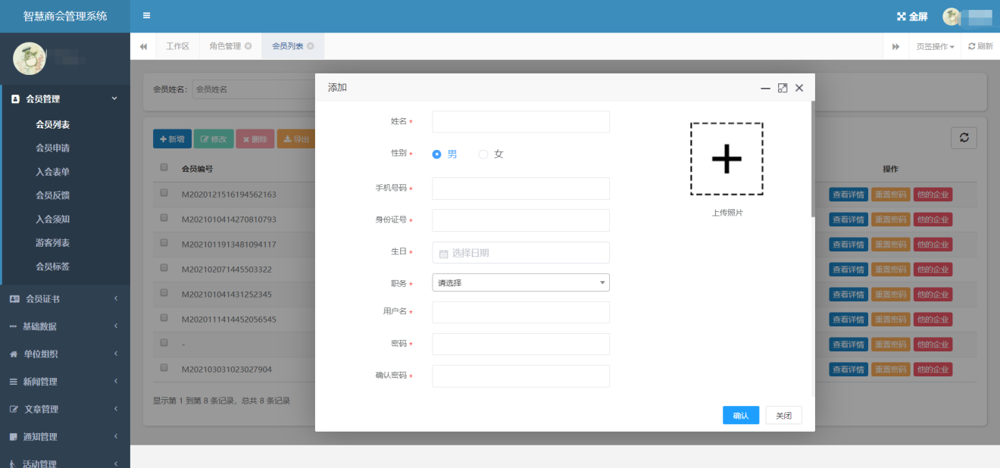 智慧商会管理系统
全屏
工作区
角色管理
会员列表
页签操作
刷新
会员管理
会员列表
会员申请
入会表单
会员反馈
入会须知
游客列表
会员标签
会员证书
基础数据
单位组织
新闻管理
文章管理
通知管理
活动管理
会员姓名：
会员姓名
新增
修改
删除
导出
会员编号
操作
M2020121516194562163
查看详情 重置密码 他的企业
M2021010414270810793
查看详情 重置密码 他的企业
M2021011913481094117
查看详情 重置密码 他的企业
M202102071445503322
查看详情 重置密码 他的企业
M202101041431252345
查看详情 重置密码 他的企业
M2020111414452056545
查看详情 重置密码 他的企业
-
查看详情 重置密码 他的企业
M202103031023027904
查看详情 重置密码 他的企业
显示第 1 到第 8 条记录，总共 8 条记录
添加
姓名 *
性别 * 男 女
手机号码 *
身份证号 *
生日 * 选择日期
职务 * 请选择
用户名 *
密码 *
确认密码 *
上传照片
确认
关闭